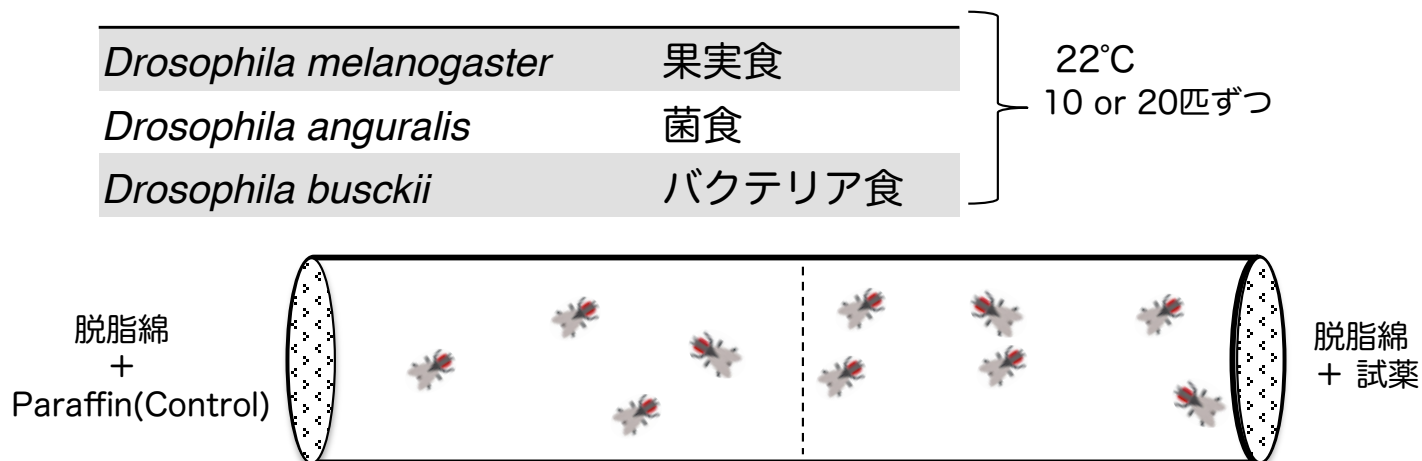 Drosophila melanogaster 果実食
Drosophila anguralis 菌食
Drosophila busckii バクテリア食
22℃
10 or 20匹ずつ
脱脂綿
+
Paraffin(Control)
脱脂綿
+ 試薬